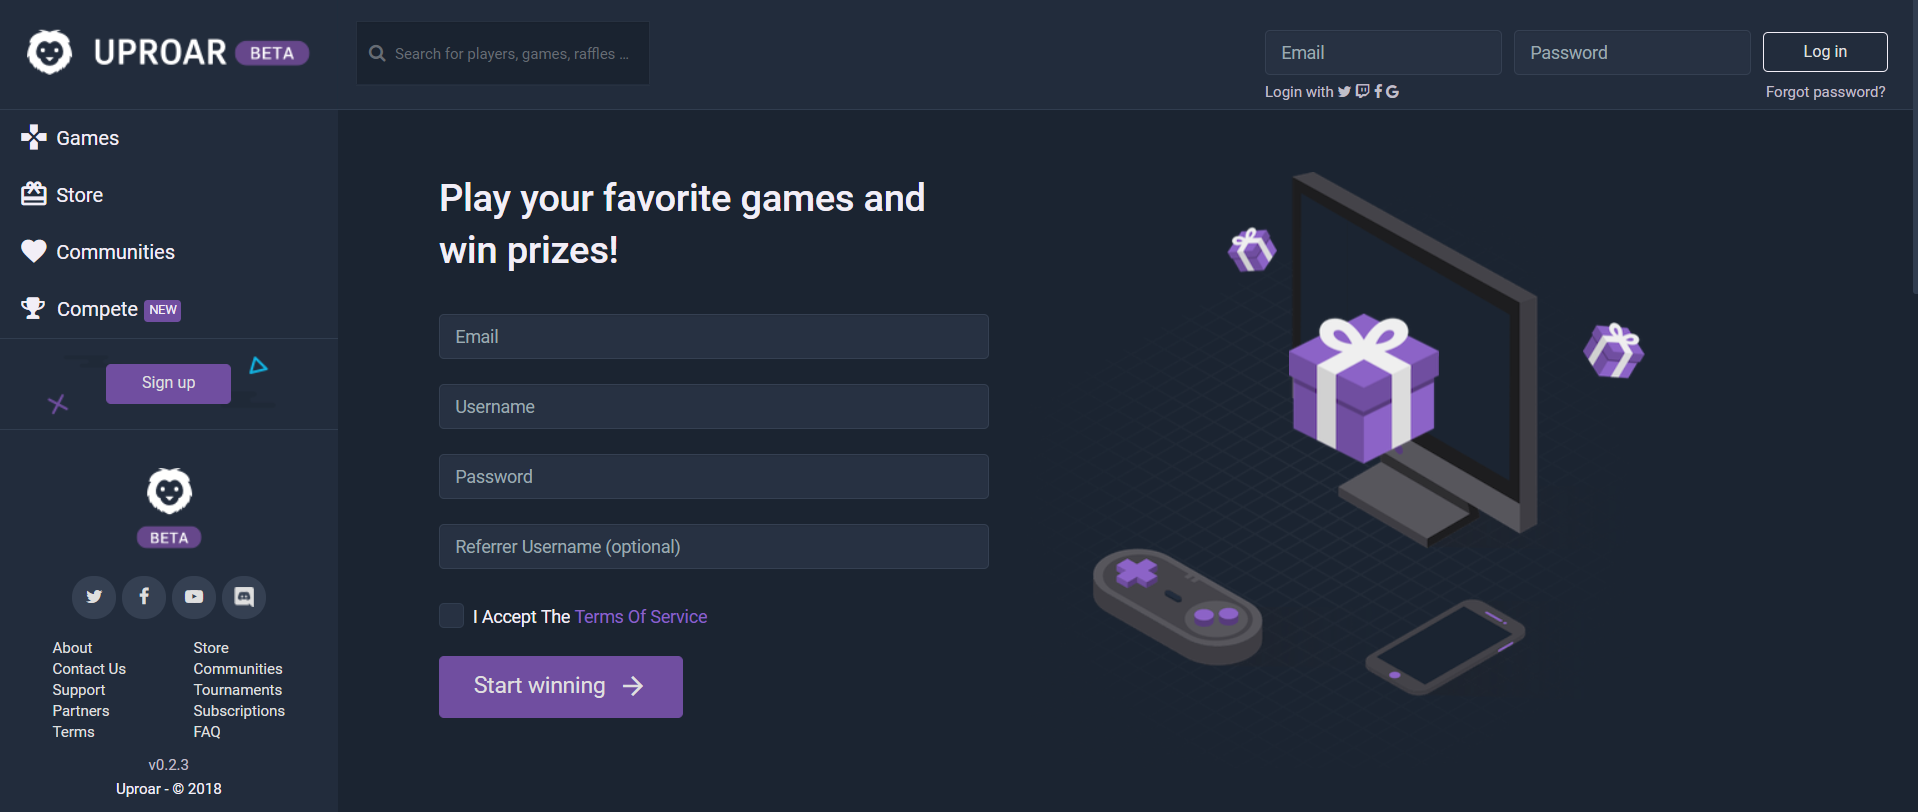 UPROAR BETA
Search for players, games, raffles ...
Email
Password
Log in
Login with
Forgot password?
Games
Store
Communities
Compete NEW
Sign up
BETA
About
Contact Us
Support
Partners
Terms
Store
Communities
Tournaments
Subscriptions
FAQ
v0.2.3
Uproar - © 2018
Play your favorite games and
win prizes!
Email
Username
Password
Referrer Username (optional)
I Accept The Terms Of Service
Start winning